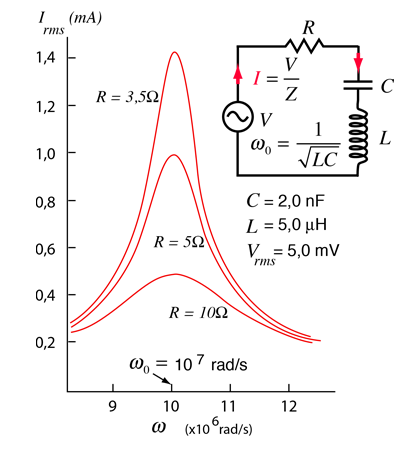 I rms (mA)
1,4
1,2
1,0
0,8
0,6
0,4
0,2
R = 3,5Ω
R = 5Ω
R = 10Ω
ω₀ = 10⁷ rad/s
9 10 11 12
ω (x10⁶rad/s)
R
I = V/Z
C
V
L
ω₀ = 1/√LC
C = 2,0 nF
L = 5,0 μH
V rms = 5,0 mV